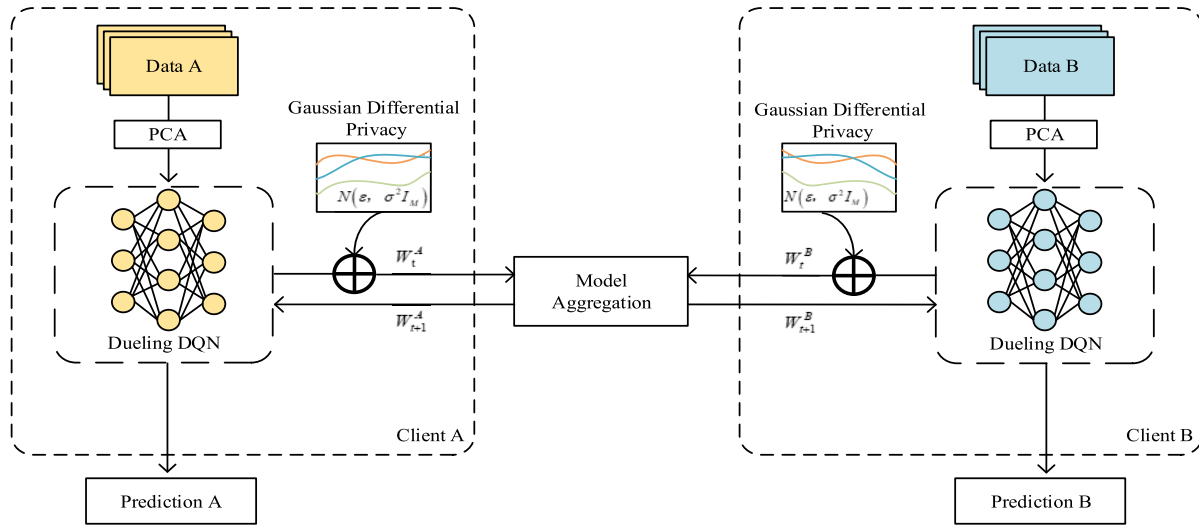 Data A
PCA
Gaussian Differential
Privacy
N(ε, σ²I_M)
W_t^A
W_{t+1}^A
Dueling DQN
Client A
Prediction A
Model
Aggregation
Data B
PCA
Gaussian Differential
Privacy
N(ε, σ²I_M)
W_t^B
W_{t+1}^B
Dueling DQN
Client B
Prediction B